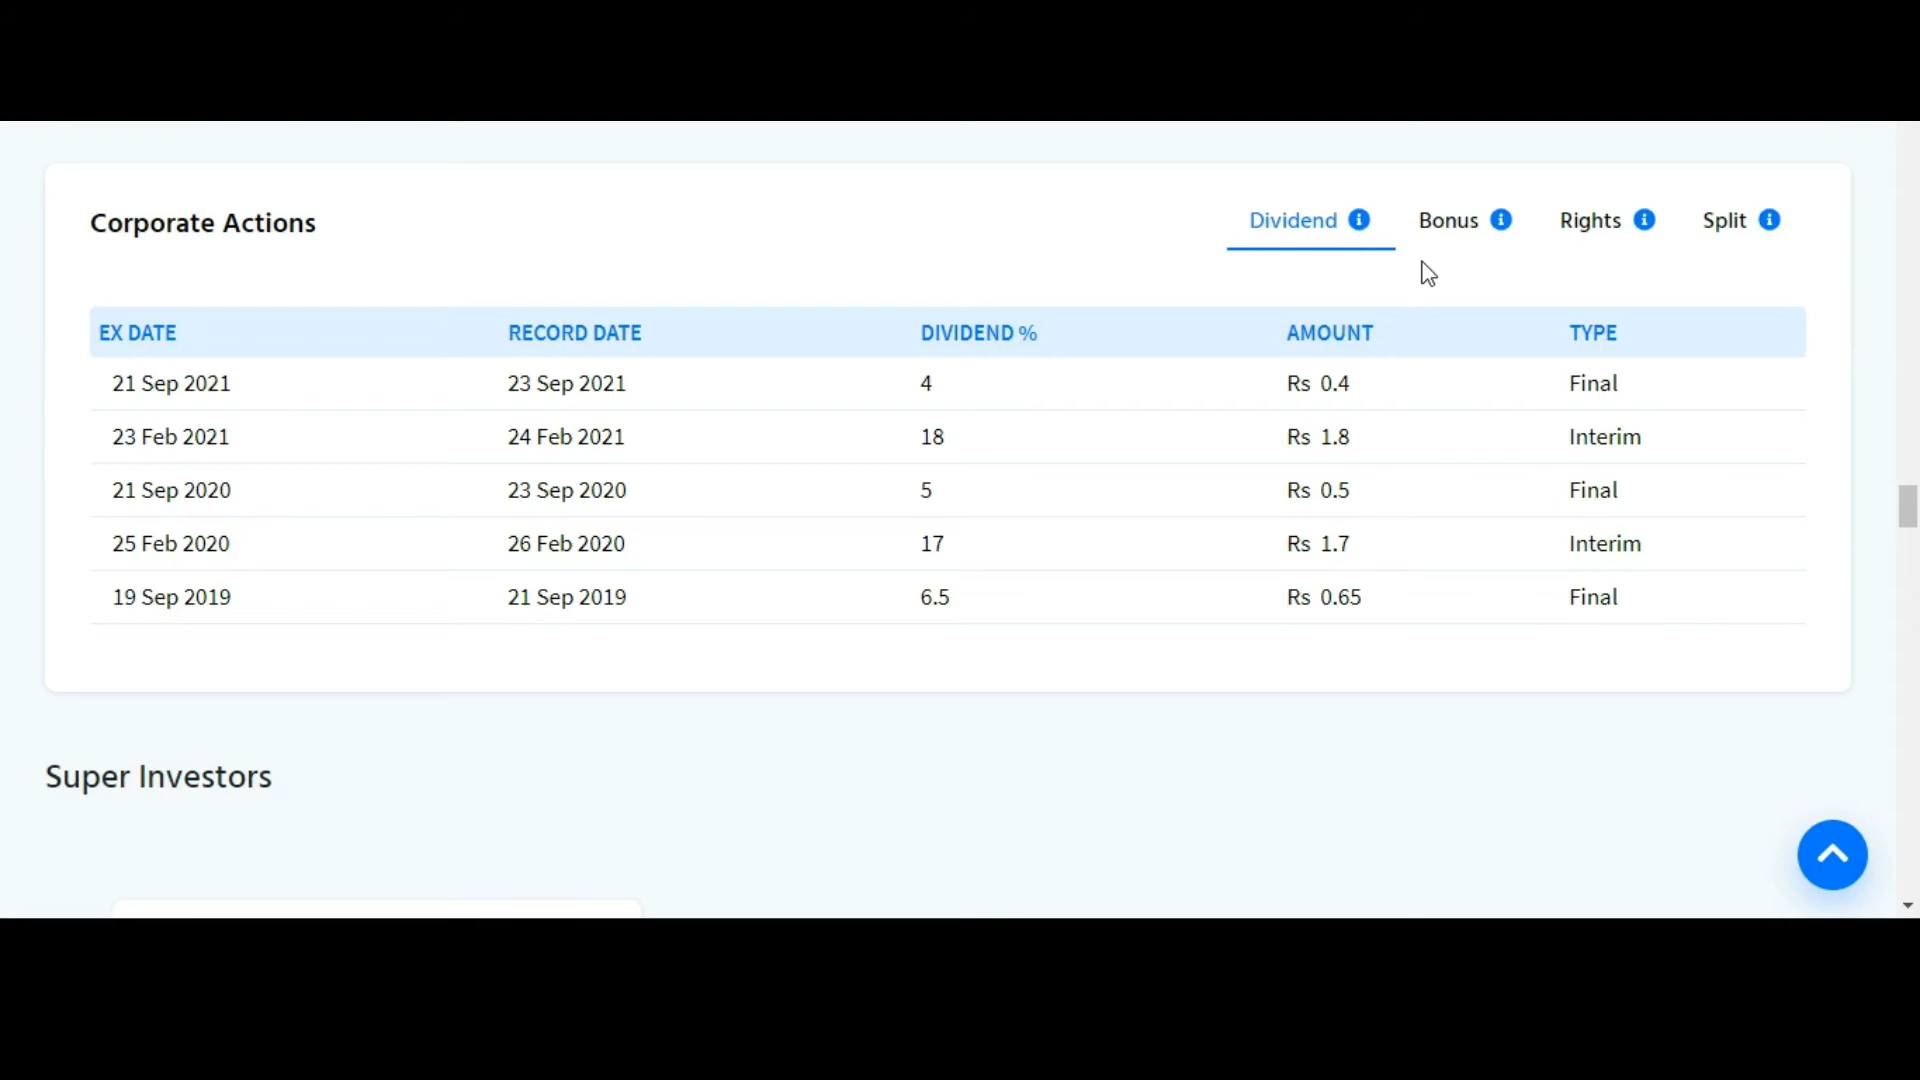 Corporate Actions
Dividend Bonus Rights Split
EX DATE RECORD DATE DIVIDEND % AMOUNT TYPE
21 Sep 2021 23 Sep 2021 4 Rs 0.4 Final
23 Feb 2021 24 Feb 2021 18 Rs 1.8 Interim
21 Sep 2020 23 Sep 2020 5 Rs 0.5 Final
25 Feb 2020 26 Feb 2020 17 Rs 1.7 Interim
19 Sep 2019 21 Sep 2019 6.5 Rs 0.65 Final
Super Investors